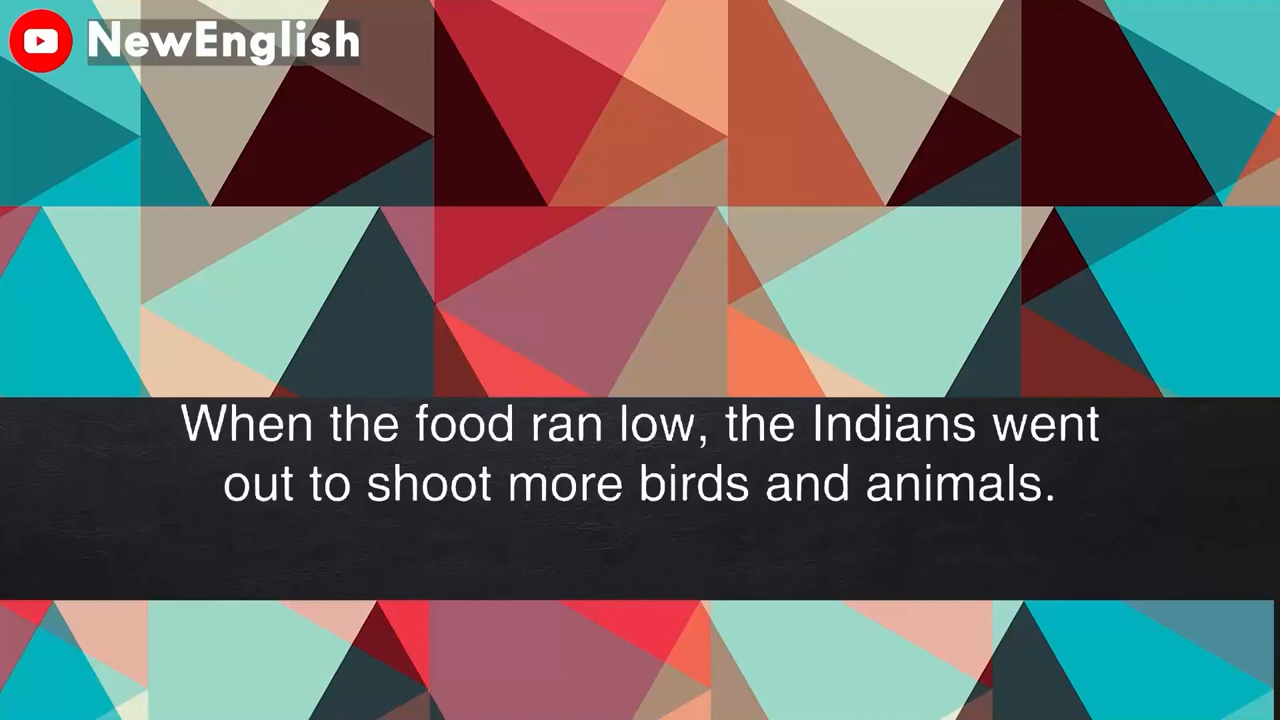 NewEnglish
When the food ran low, the Indians went
out to shoot more birds and animals.